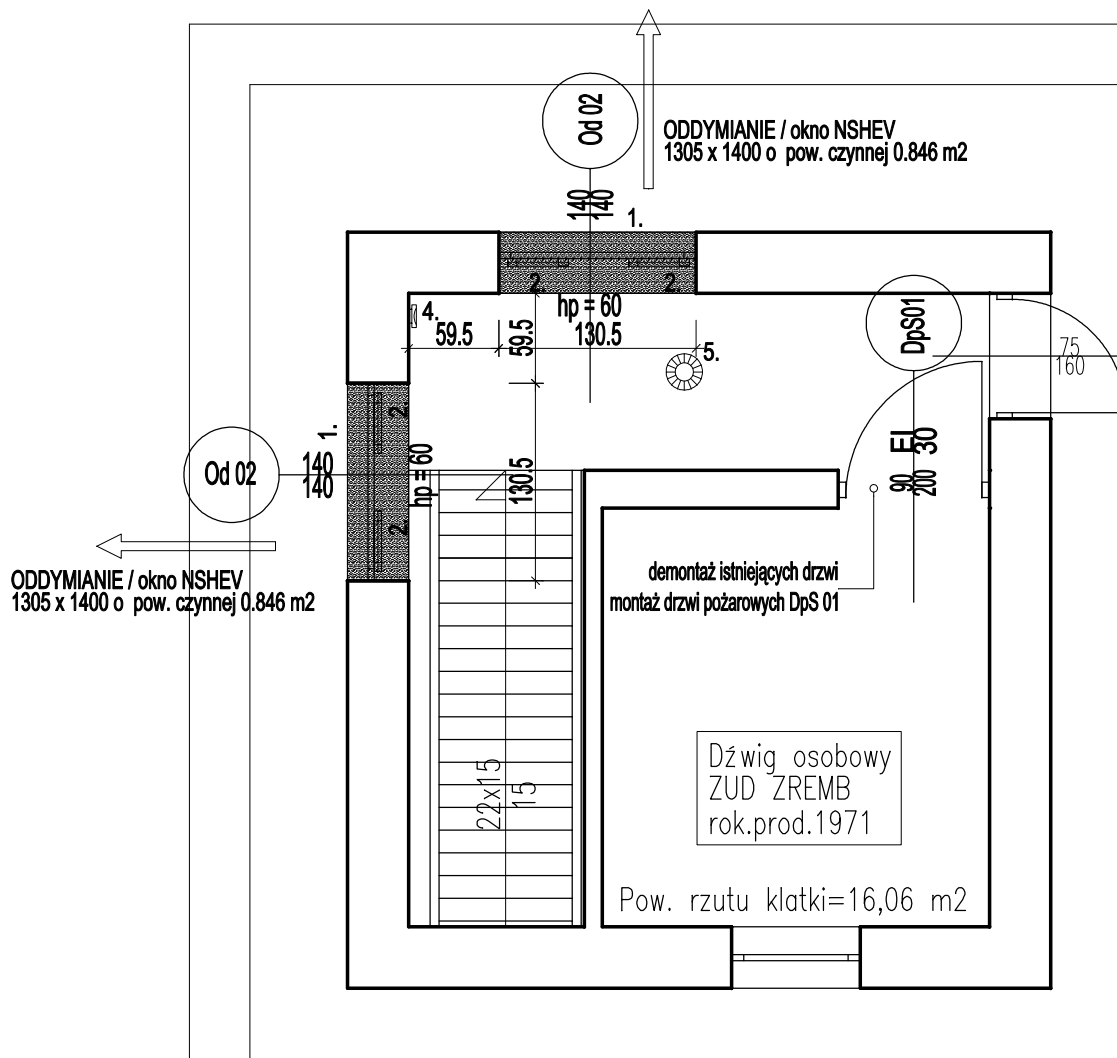 Od 02
ODDYMIANIE / okno NSHEV
1305 x 1400 o pow. czynnej 0.846 m2
140
140
1.
2.
2.
hp = 60
4.
59.5
59.5
130.5
5.
DpS01
75
160
EI 30
90
200
1.
2.
2.
Od 02
140
140
hp = 60
130.5
ODDYMIANIE / okno NSHEV
1305 x 1400 o pow. czynnej 0.846 m2
demontaż istniejących drzwi
montaż drzwi pożarowych DpS 01
22x15
15
Dźwig osobowy
ZUD ZREMB
rok.prod.1971
Pow. rzutu klatki=16,06 m2